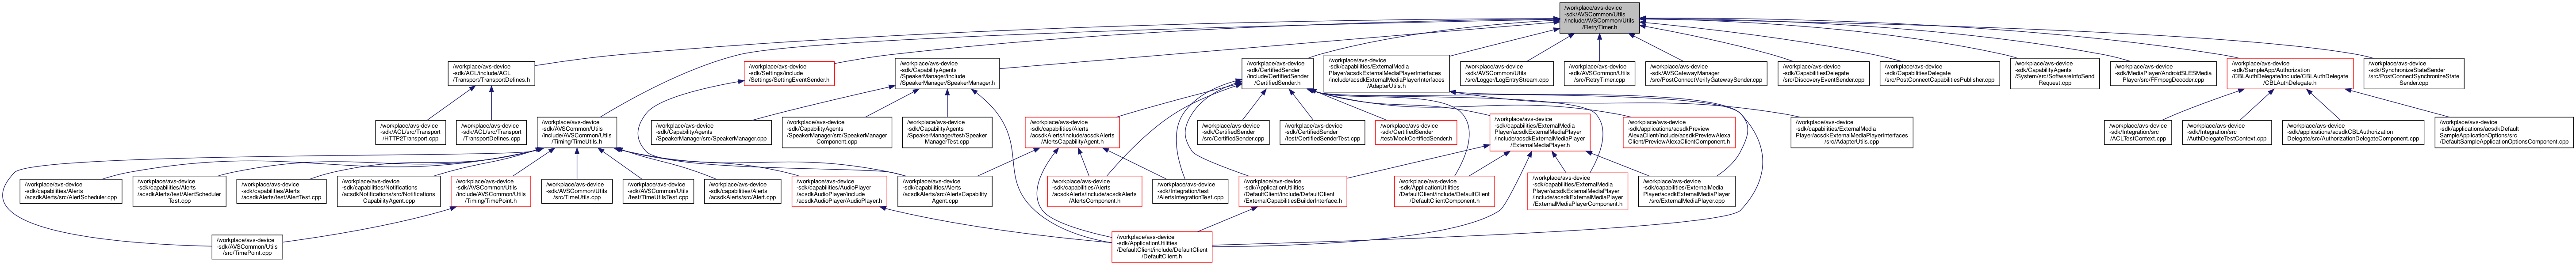 /workplace/avs-device
-sdk/AVSCommon/Utils
/include/AVSCommon/Utils
/RetryTimer.h
/workplace/avs-device
-sdk/ACL/include/ACL
/Transport/TransportDefines.h
/workplace/avs-device
-sdk/Settings/include
/Settings/SettingEventSender.h
/workplace/avs-device
-sdk/CapabilityAgents
/SpeakerManager/include
/SpeakerManager/SpeakerManager.h
/workplace/avs-device
-sdk/CertifiedSender
/include/CertifiedSender
/CertifiedSender.h
/workplace/avs-device
-sdk/capabilities/ExternalMedia
Player/acsdkExternalMediaPlayerInterfaces
/include/acsdkExternalMediaPlayerInterfaces
/AdapterUtils.h
/workplace/avs-device
-sdk/AVSCommon/Utils
/src/Logger/LogEntryStream.cpp
/workplace/avs-device
-sdk/AVSCommon/Utils
/src/RetryTimer.cpp
/workplace/avs-device
-sdk/AVSGatewayManager
/src/PostConnectVerifyGatewaySender.cpp
/workplace/avs-device
-sdk/CapabilitiesDelegate
/src/DiscoveryEventSender.cpp
/workplace/avs-device
-sdk/CapabilitiesDelegate
/src/PostConnectCapabilitiesPublisher.cpp
/workplace/avs-device
-sdk/CapabilityAgents
/System/src/SoftwareInfoSend
Request.cpp
/workplace/avs-device
-sdk/MediaPlayer/AndroidSLESMedia
Player/src/FFmpegDecoder.cpp
/workplace/avs-device
-sdk/SampleApp/Authorization
/CBLAuthDelegate/include/CBLAuthDelegate
/CBLAuthDelegate.h
/workplace/avs-device
-sdk/SynchronizeStateSender
/src/PostConnectSynchronizeState
Sender.cpp
/workplace/avs-device
-sdk/ACL/src/Transport
/HTTP2Transport.cpp
/workplace/avs-device
-sdk/ACL/src/Transport
/TransportDefines.cpp
/workplace/avs-device
-sdk/AVSCommon/Utils
/include/AVSCommon/Utils
/Timing/TimeUtils.h
/workplace/avs-device
-sdk/CapabilityAgents
/SpeakerManager/src/SpeakerManager.cpp
/workplace/avs-device
-sdk/CapabilityAgents
/SpeakerManager/src/SpeakerManager
Component.cpp
/workplace/avs-device
-sdk/CapabilityAgents
/SpeakerManager/test/Speaker
ManagerTest.cpp
/workplace/avs-device
-sdk/capabilities/Alerts
/acsdkAlerts/include/acsdkAlerts
/AlertsCapabilityAgent.h
/workplace/avs-device
-sdk/CertifiedSender
/src/CertifiedSender.cpp
/workplace/avs-device
-sdk/CertifiedSender
/test/CertifiedSenderTest.cpp
/workplace/avs-device
-sdk/CertifiedSender
/test/MockCertifiedSender.h
/workplace/avs-device
-sdk/capabilities/ExternalMedia
Player/acsdkExternalMediaPlayer
/include/acsdkExternalMediaPlayer
/ExternalMediaPlayer.h
/workplace/avs-device
-sdk/applications/acsdkPreview
AlexaClient/include/acsdkPreviewAlexa
Client/PreviewAlexaClientComponent.h
/workplace/avs-device
-sdk/capabilities/ExternalMedia
Player/acsdkExternalMediaPlayerInterfaces
/src/AdapterUtils.cpp
/workplace/avs-device
-sdk/Integration/src
/ACLTestContext.cpp
/workplace/avs-device
-sdk/Integration/src
/AuthDelegateTestContext.cpp
/workplace/avs-device
-sdk/applications/acsdkCBLAuthorization
Delegate/src/AuthorizationDelegateComponent.cpp
/workplace/avs-device
-sdk/applications/acsdkDefault
SampleApplicationOptions/src
/DefaultSampleApplicationOptionsComponent.cpp
/workplace/avs-device
-sdk/capabilities/Alerts
/acsdkAlerts/src/AlertScheduler.cpp
/workplace/avs-device
-sdk/capabilities/Alerts
/acsdkAlerts/test/AlertScheduler
Test.cpp
/workplace/avs-device
-sdk/capabilities/Alerts
/acsdkAlerts/test/AlertTest.cpp
/workplace/avs-device
-sdk/capabilities/Notifications
/acsdkNotifications/src/Notifications
CapabilityAgent.cpp
/workplace/avs-device
-sdk/AVSCommon/Utils
/include/AVSCommon/Utils
/Timing/TimePoint.h
/workplace/avs-device
-sdk/AVSCommon/Utils
/src/TimeUtils.cpp
/workplace/avs-device
-sdk/AVSCommon/Utils
/test/TimeUtilsTest.cpp
/workplace/avs-device
-sdk/capabilities/Alerts
/acsdkAlerts/src/Alert.cpp
/workplace/avs-device
-sdk/capabilities/AudioPlayer
/acsdkAudioPlayer/include
/acsdkAudioPlayer/AudioPlayer.h
/workplace/avs-device
-sdk/capabilities/Alerts
/acsdkAlerts/src/AlertsCapability
Agent.cpp
/workplace/avs-device
-sdk/capabilities/Alerts
/acsdkAlerts/include/acsdkAlerts
/AlertsComponent.h
/workplace/avs-device
-sdk/Integration/test
/AlertsIntegrationTest.cpp
/workplace/avs-device
-sdk/ApplicationUtilities
/DefaultClient/include/DefaultClient
/ExternalCapabilitiesBuilderInterface.h
/workplace/avs-device
-sdk/ApplicationUtilities
/DefaultClient/include/DefaultClient
/DefaultClientComponent.h
/workplace/avs-device
-sdk/capabilities/ExternalMedia
Player/acsdkExternalMediaPlayer
/include/acsdkExternalMediaPlayer
/ExternalMediaPlayerComponent.h
/workplace/avs-device
-sdk/capabilities/ExternalMedia
Player/acsdkExternalMediaPlayer
/src/ExternalMediaPlayer.cpp
/workplace/avs-device
-sdk/AVSCommon/Utils
/src/TimePoint.cpp
/workplace/avs-device
-sdk/ApplicationUtilities
/DefaultClient/include/DefaultClient
/DefaultClient.h